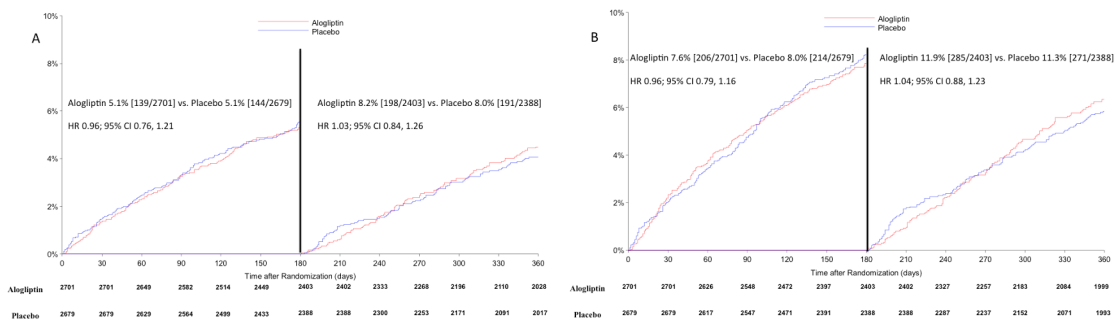 A
10%
8%
6%
4%
2%
0%
Alogliptin
Placebo
Alogliptin 5.1% [139/2701] vs. Placebo 5.1% [144/2679]
HR 0.96; 95% CI 0.76, 1.21
Alogliptin 8.2% [198/2403] vs. Placebo 8.0% [191/2388]
HR 1.03; 95% CI 0.84, 1.26
0 30 60 90 120 150 180 210 240 270 300 330 360
Time after Randomization (days)
Alogliptin 2701 2701 2649 2582 2514 2449 2403 2402 2333 2268 2196 2110 2028
Placebo 2679 2679 2629 2564 2499 2433 2388 2388 2300 2253 2171 2091 2017
B
10%
8%
6%
4%
2%
0%
Alogliptin
Placebo
Alogliptin 7.6% [206/2701] vs. Placebo 8.0% [214/2679]
HR 0.96; 95% CI 0.79, 1.16
Alogliptin 11.9% [285/2403] vs. Placebo 11.3% [271/2388]
HR 1.04; 95% CI 0.88, 1.23
0 30 60 90 120 150 180 210 240 270 300 330 360
Time after Randomization (days)
Alogliptin 2701 2701 2626 2548 2472 2397 2403 2402 2327 2257 2183 2084 1999
Placebo 2679 2679 2617 2547 2471 2391 2388 2388 2287 2237 2152 2071 1993